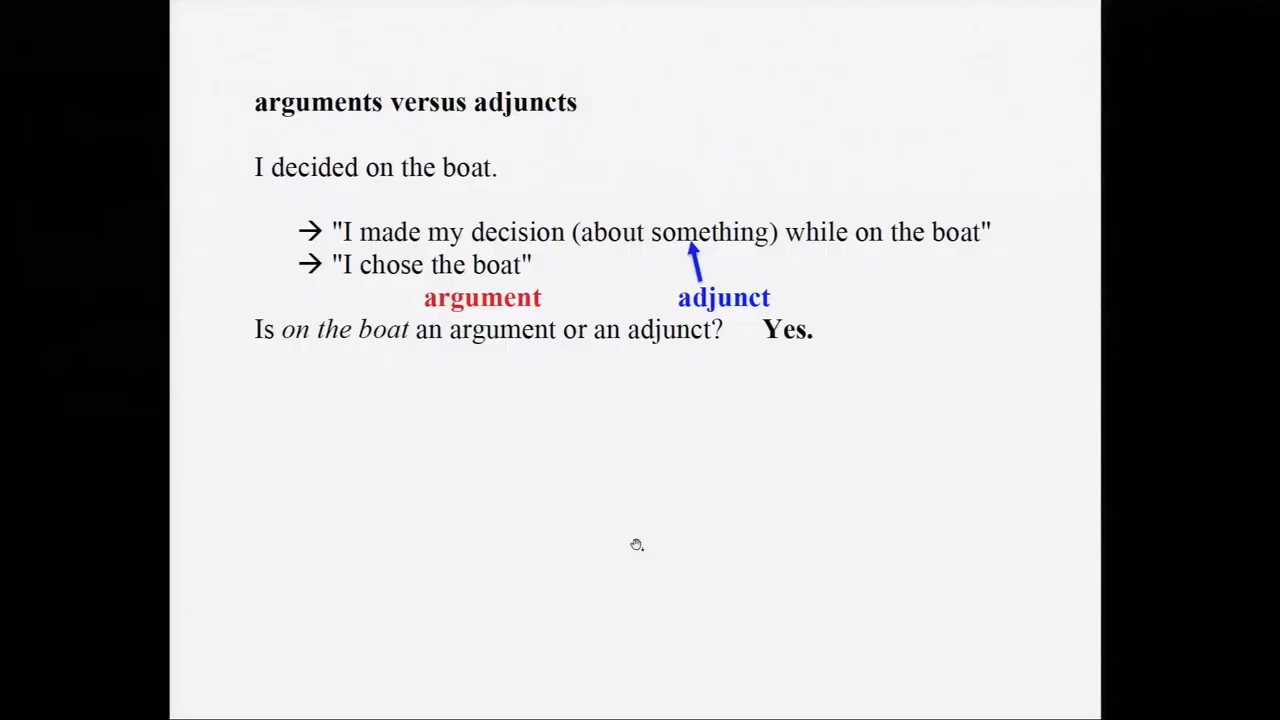 arguments versus adjuncts
I decided on the boat.
→ "I made my decision (about something) while on the boat"
→ "I chose the boat"
argument adjunct
Is on the boat an argument or an adjunct? Yes.